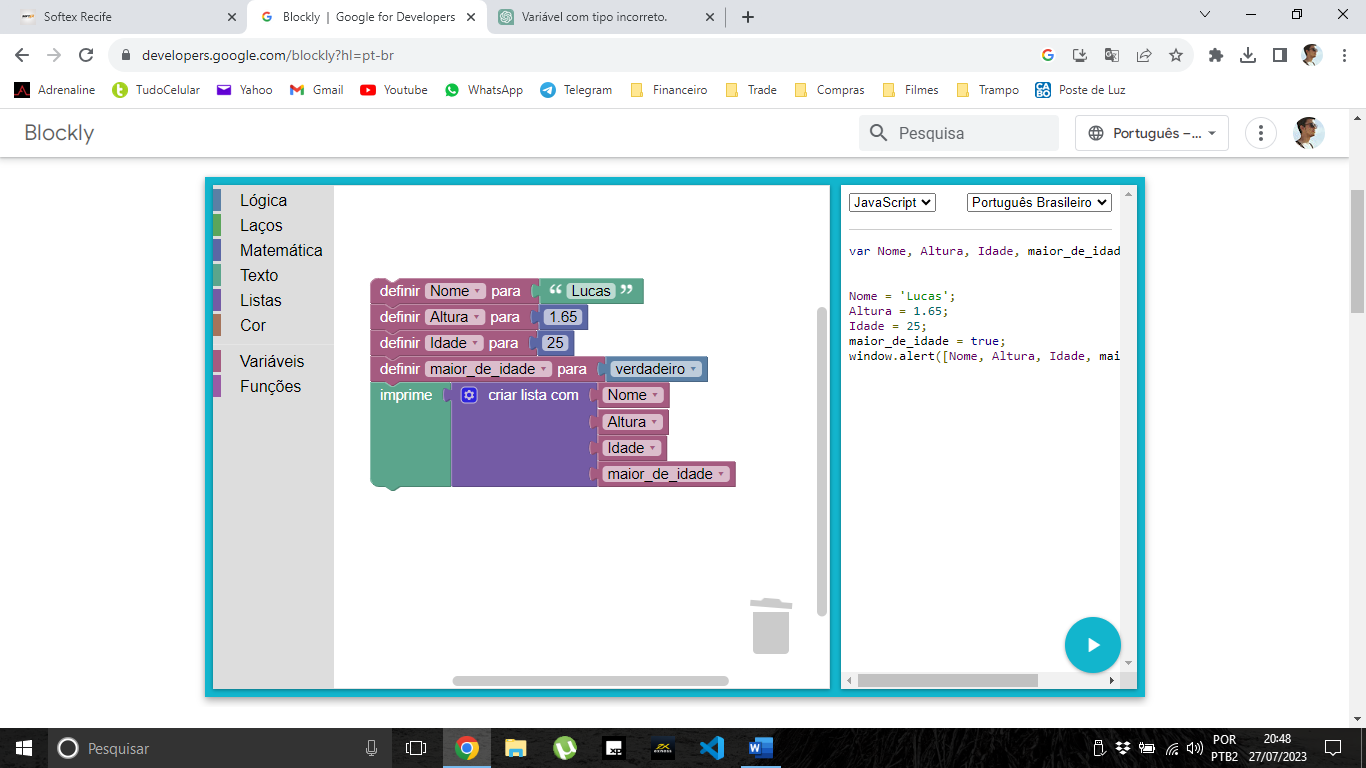 Softex Recife
Blockly | Google for Developers
Variável com tipo incorreto.
developers.google.com/blockly?hl=pt-br
Adrenaline
TudoCelular
Yahoo
Gmail
Youtube
WhatsApp
Telegram
Financeiro
Trade
Compras
Filmes
Trampo
CABO
Poste de Luz
Blockly
Pesquisa
Português –...
Lógica
Laços
Matemática
Texto
Listas
Cor
Variáveis
Funções
definir Nome para “ Lucas ”
definir Altura para 1.65
definir Idade para 25
definir maior_de_idade para verdadeiro
imprime criar lista com Nome
Altura
Idade
maior_de_idade
JavaScript
Português Brasileiro
var Nome, Altura, Idade, maior_de_idad
Nome = 'Lucas';
Altura = 1.65;
Idade = 25;
maior_de_idade = true;
window.alert([Nome, Altura, Idade, mai
Pesquisar
xp
POR
PTB2
20:48
27/07/2023